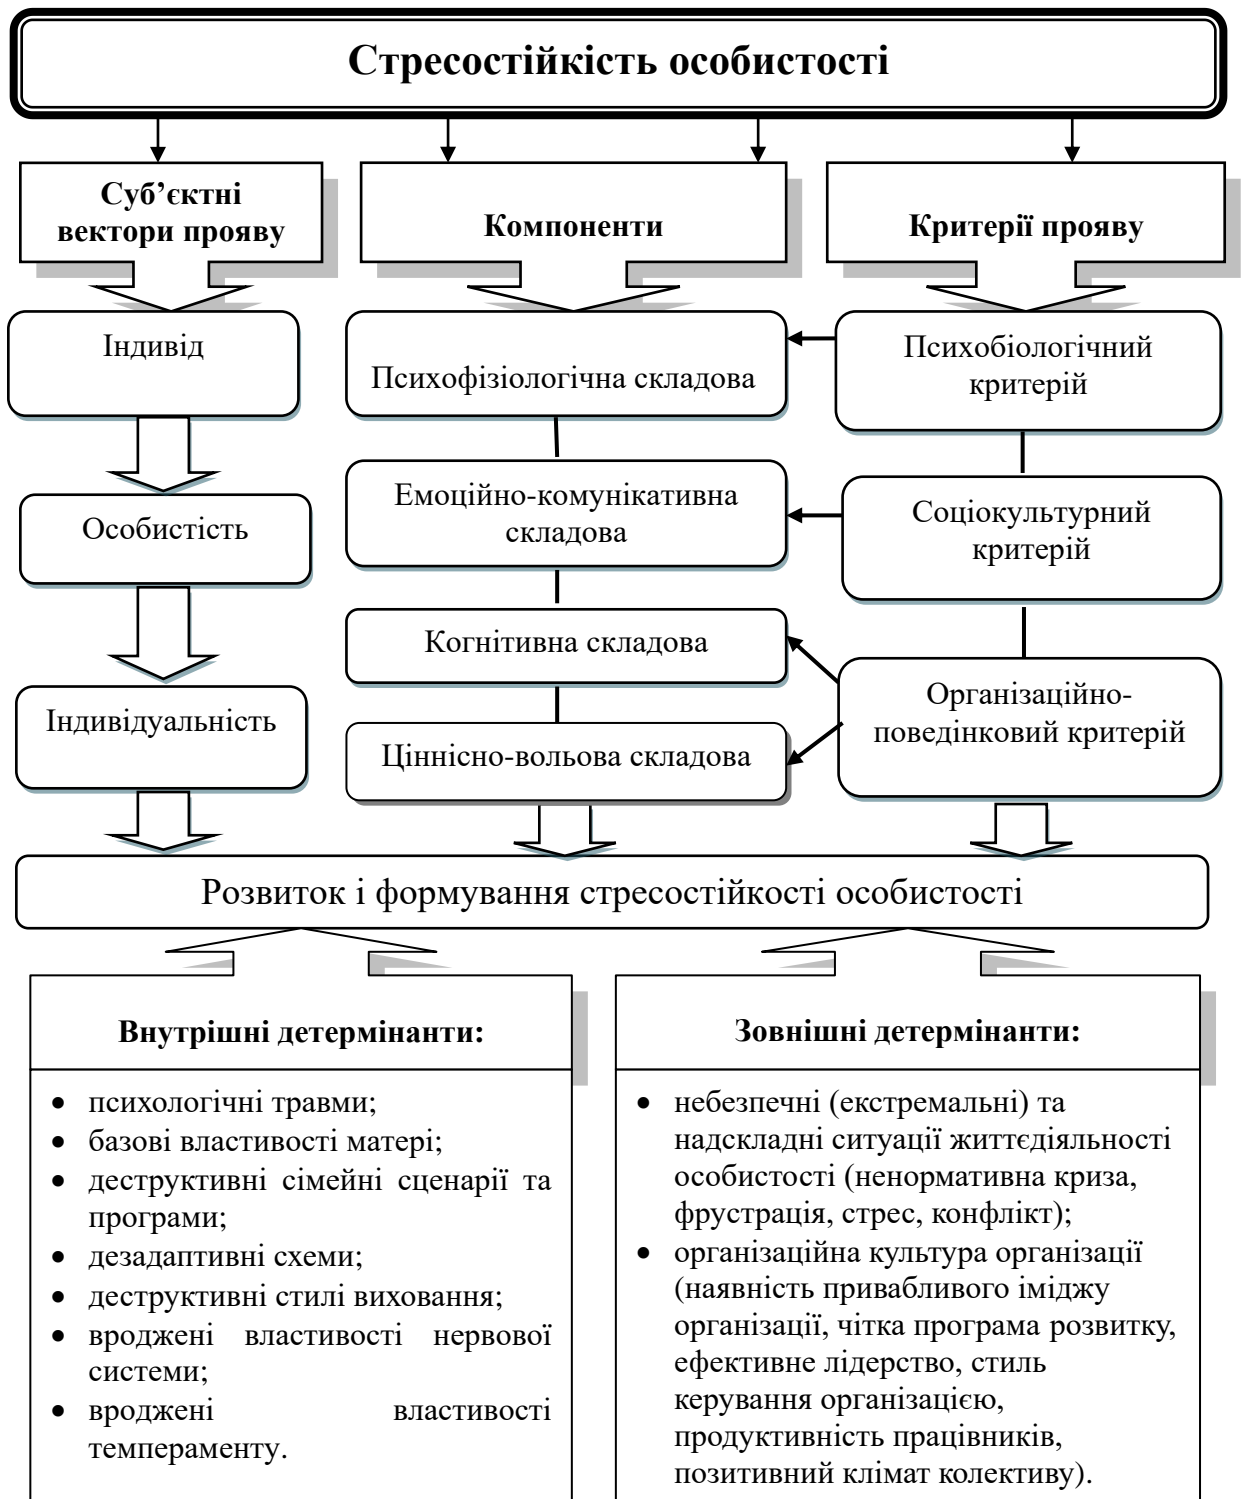 Стресостійкість особистості
Суб’єктні
вектори прояву
Компоненти
Критерії прояву
Індивід
Психофізіологічна складова
Психобіологічний
критерій
Емоційно-комунікативна
складова
Соціокультурний
критерій
Особистість
Когнітивна складова
Організаційно-
поведінковий критерій
Індивідуальність
Ціннісно-вольова складова
Розвиток і формування стресостійкості особистості
Внутрішні детермінанти:
• психологічні травми;
• базові властивості матері;
• деструктивні сімейні сценарії та
програми;
• дезадаптивні схеми;
• деструктивні стилі виховання;
• вроджені властивості нервової
системи;
• вроджені властивості
темпераменту.
Зовнішні детермінанти:
• небезпечні (екстремальні) та
надскладні ситуації життєдіяльності
особистості (ненормативна криза,
фрустрація, стрес, конфлікт);
• організаційна культура організації
(наявність привабливого іміджу
організації, чітка програма розвитку,
ефективне лідерство, стиль
керування організацією,
продуктивність працівників,
позитивний клімат колективу).